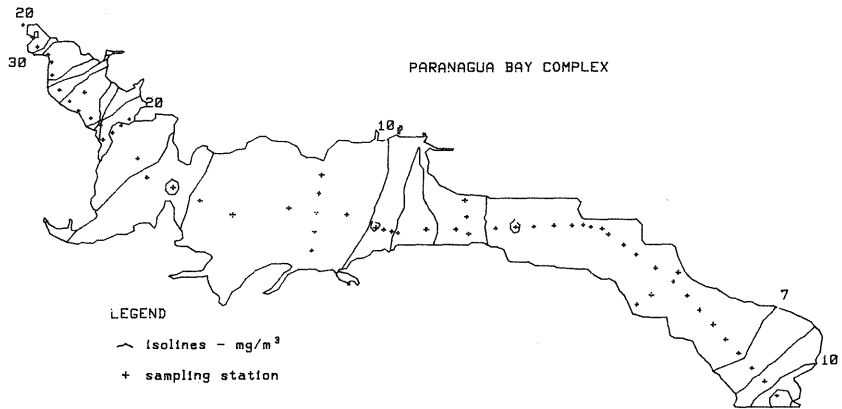 20
30
PARANAGUA BAY COMPLEX
20
10
7
LEGEND
isolines - mg/m³
10
+ sampling station